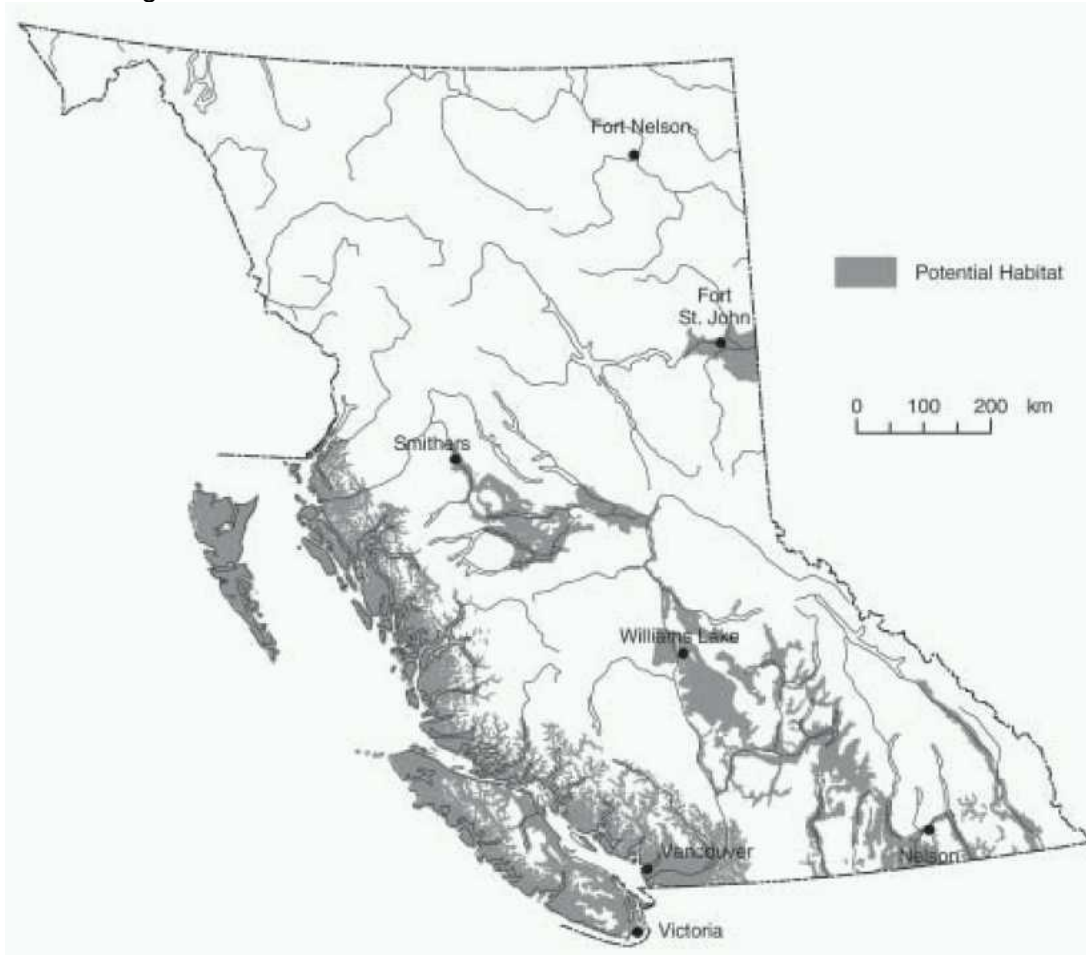 Fort Nelson
Potential Habitat
Fort
St. John
0 100 200 km
Smithers
Williams Lake
Vancouver
Nelson
Victoria